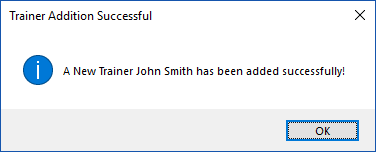 Trainer Addition Successful
A New Trainer John Smith has been added successfully!
OK